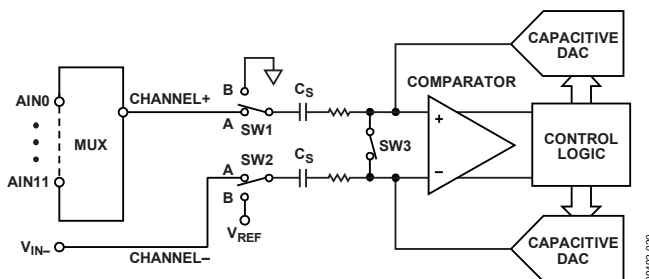 CAPACITIVE
DAC
B
CS
COMPARATOR
AIN0
CHANNEL+
A
SW1
+
MUX
SW3
CONTROL
LOGIC
SW2
CS
A
−
AIN11
B
VREF
VIN−
CHANNEL−
CAPACITIVE
DAC